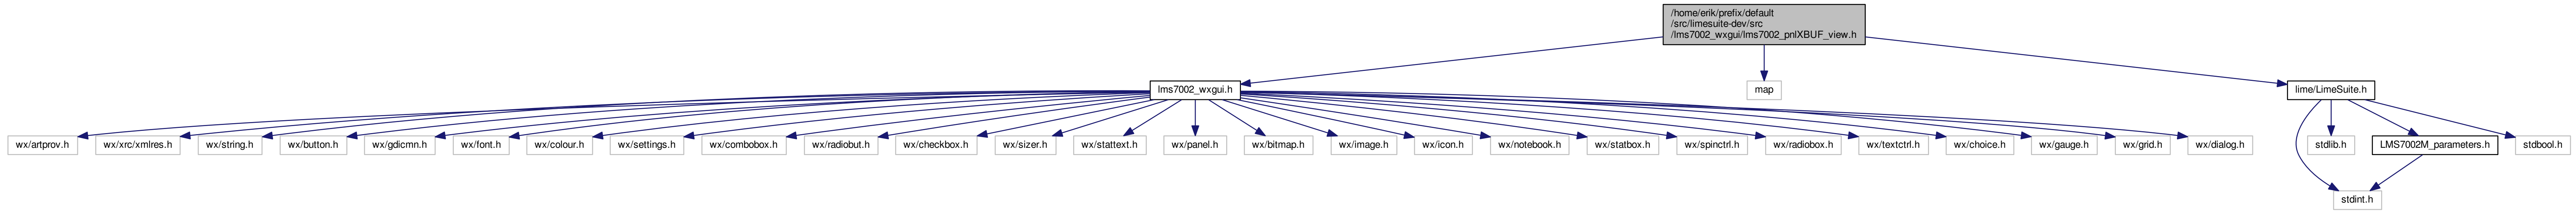 /home/erik/prefix/default
/src/limesuite-dev/src
/lms7002_wxgui/lms7002_pnlXBUF_view.h
lms7002_wxgui.h
map
lime/LimeSuite.h
wx/artprov.h
wx/xrc/xmlres.h
wx/string.h
wx/button.h
wx/gdicmn.h
wx/font.h
wx/colour.h
wx/settings.h
wx/combobox.h
wx/radiobut.h
wx/checkbox.h
wx/sizer.h
wx/stattext.h
wx/panel.h
wx/bitmap.h
wx/image.h
wx/icon.h
wx/notebook.h
wx/statbox.h
wx/spinctrl.h
wx/radiobox.h
wx/textctrl.h
wx/choice.h
wx/gauge.h
wx/grid.h
wx/dialog.h
stdlib.h
LMS7002M_parameters.h
stdbool.h
stdint.h